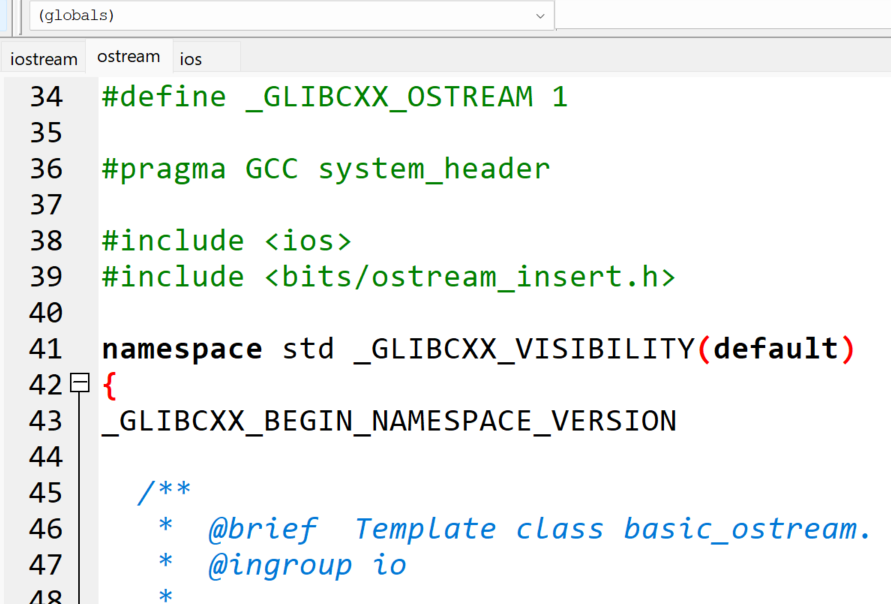 (globals)
iostream ostream ios
34 #define _GLIBCXX_OSTREAM 1
35
36 #pragma GCC system_header
37
38 #include <ios>
39 #include <bits/ostream_insert.h>
40
41 namespace std _GLIBCXX_VISIBILITY(default)
42 {
43 _GLIBCXX_BEGIN_NAMESPACE_VERSION
44
45 /**
46 * @brief Template class basic_ostream.
47 * @ingroup io
48 *